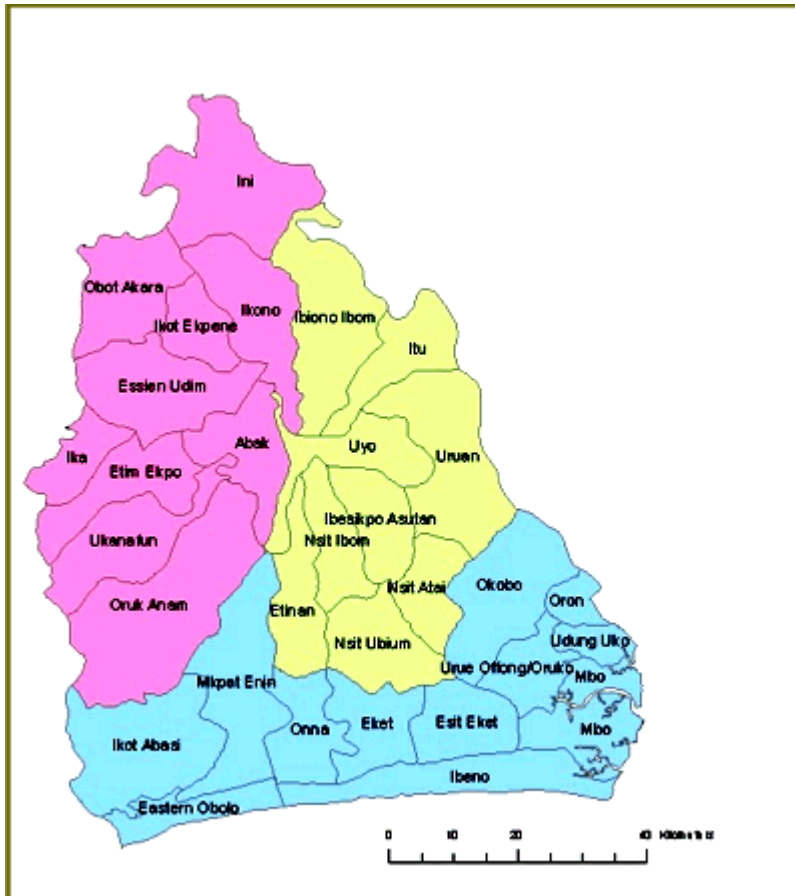 Ini
Obot Akara
Ikot Ekpene
Ikono
Ibiono Ibom
Itu
Essien Udim
Ika
Etim Ekpo
Abak
Uyo
Uruan
Ukanafun
Ibesikpo Asutan
Nsit Ibom
Oruk Anam
Etinan
Nsit Atai
Okobo
Oron
Nsit Ubium
Udung Uko
Urue Offong/Oruko
Mbo
Mkpat Enin
Ikot Abasi
Onna
Eket
Esit Eket
Mbo
Ibeno
Eastern Obolo
0 10 20 40 Kilometers